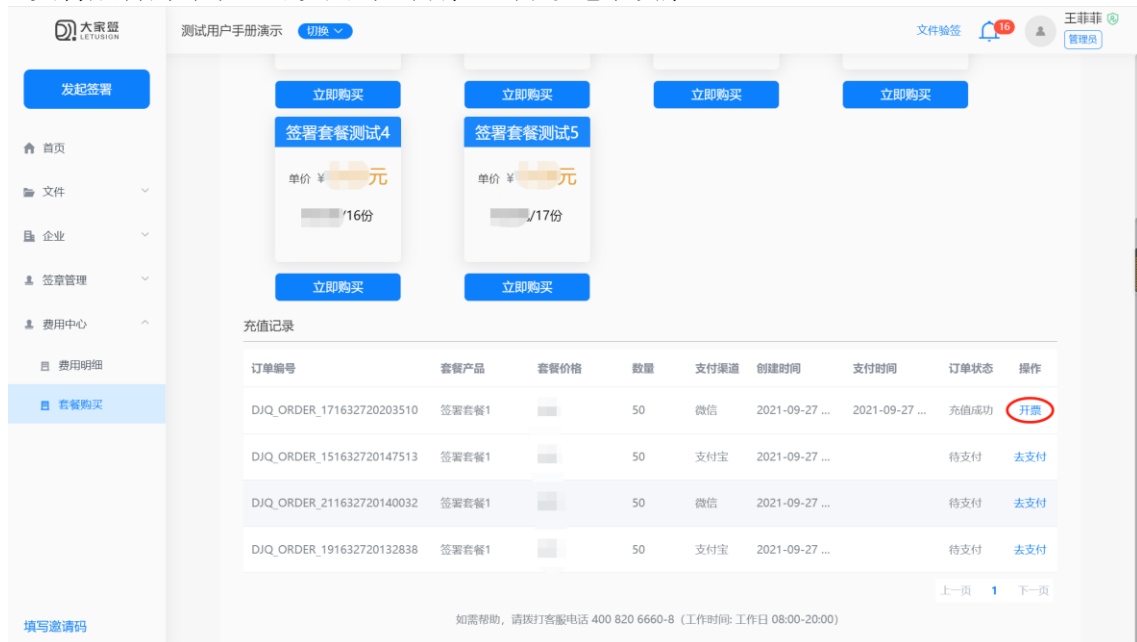 大家签
LETUSIGN
测试用户手册演示 切换
文件验签 16 王菲菲
管理员
发起签署
首页
文件
企业
签章管理
费用中心
费用明细
套餐购买
填写邀请码
立即购买 立即购买 立即购买 立即购买
签署套餐测试4 签署套餐测试5
单价 ¥ 元 单价 ¥ 元
/16份 /17份
立即购买 立即购买
充值记录
订单编号 套餐产品 套餐价格 数量 支付渠道 创建时间 支付时间 订单状态 操作
DJQ_ORDER_171632720203510 签署套餐1 50 微信 2021-09-27 ... 2021-09-27 ... 充值成功 开票
DJQ_ORDER_151632720147513 签署套餐1 50 支付宝 2021-09-27 ... 待支付 去支付
DJQ_ORDER_211632720140032 签署套餐1 50 微信 2021-09-27 ... 待支付 去支付
DJQ_ORDER_191632720132838 签署套餐1 50 支付宝 2021-09-27 ... 待支付 去支付
上一页 1 下一页
如需帮助，请拨打客服电话 400 820 6660-8（工作时间: 工作日 08:00-20:00）